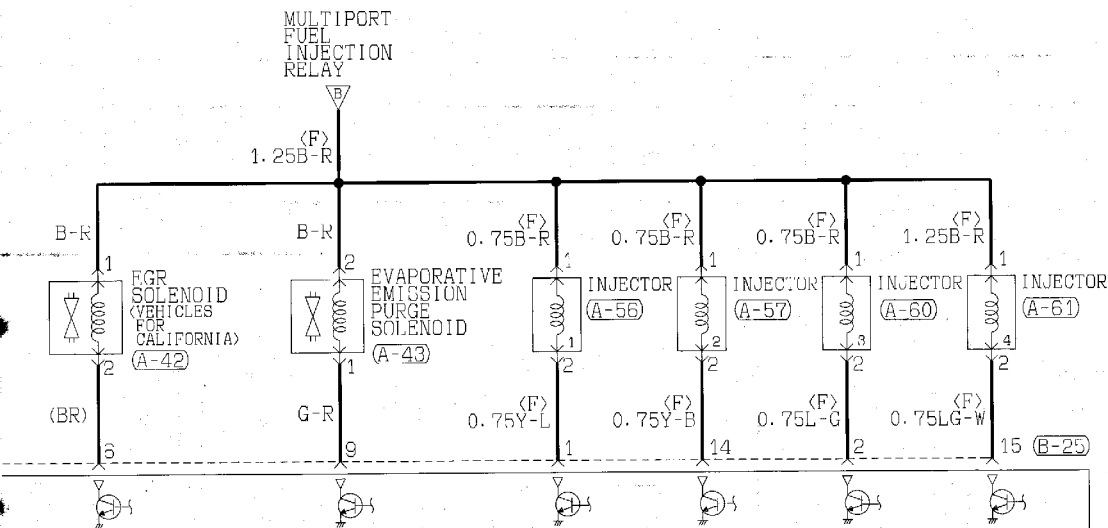 MULTIPORT
FUEL
INJECTION
RELAY
B
<F>
1.25B-R
B-R
B-R
<F>
0.75B-R
<F>
0.75B-R
<F>
0.75B-R
<F>
1.25B-R
1
2
1
1
1
1
EGR
SOLENOID
<VEHICLES
FOR
CALIFORNIA>
(A-42)
EVAPORATIVE
EMISSION
PURGE
SOLENOID
(A-43)
INJECTOR
(A-56)
INJECTOR
(A-57)
INJECTOR
(A-60)
INJECTOR
(A-61)
1
2
3
4
2
1
2
2
2
2
(BR)
G-R
<F>
0.75Y-L
<F>
0.75Y-B
<F>
0.75L-G
<F>
0.75LG-W
6
9
1
14
2
15 (B-25)